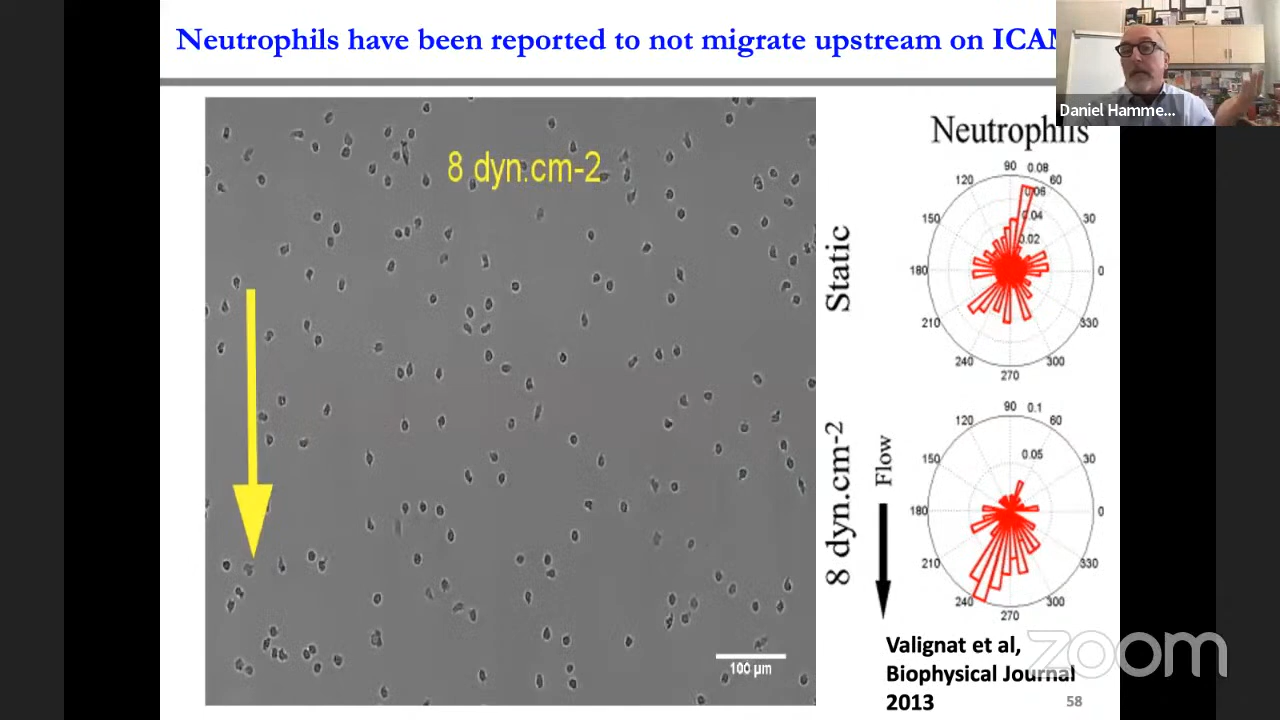 Neutrophils have been reported to not migrate upstream on ICAM
Daniel Hamme...
8 dyn.cm-2
100 µm
Neutrophils
Static
90 0.08
120 60
0.06
150 0.04 30
0.02
180 0
210 330
240 300
270
8 dyn.cm-2
Flow
90 0.1
120 60
0.05
150 30
180 0
210 330
240 300
270
Valignat et al,
Biophysical Journal
2013
58
zoom